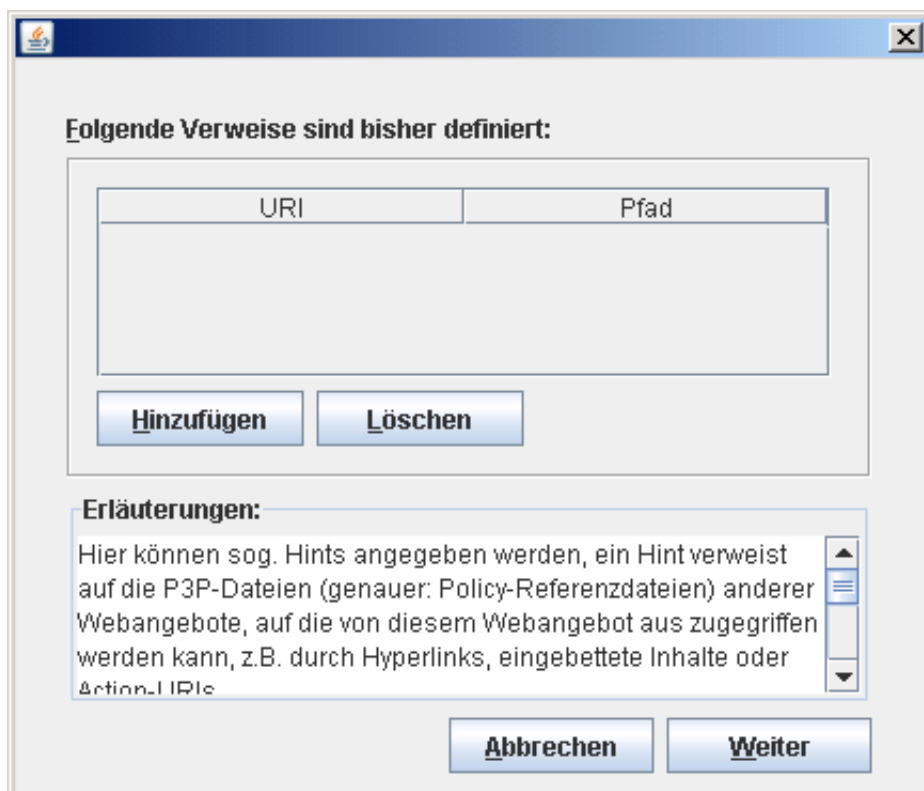 Folgende Verweise sind bisher definiert:
URI Pfad
Hinzufügen Löschen
Erläuterungen:
Hier können sog. Hints angegeben werden, ein Hint verweist
auf die P3P-Dateien (genauer: Policy-Referenzdateien) anderer
Webangebote, auf die von diesem Webangebot aus zugegriffen
werden kann, z.B. durch Hyperlinks, eingebettete Inhalte oder
Action-URIs
Abbrechen Weiter